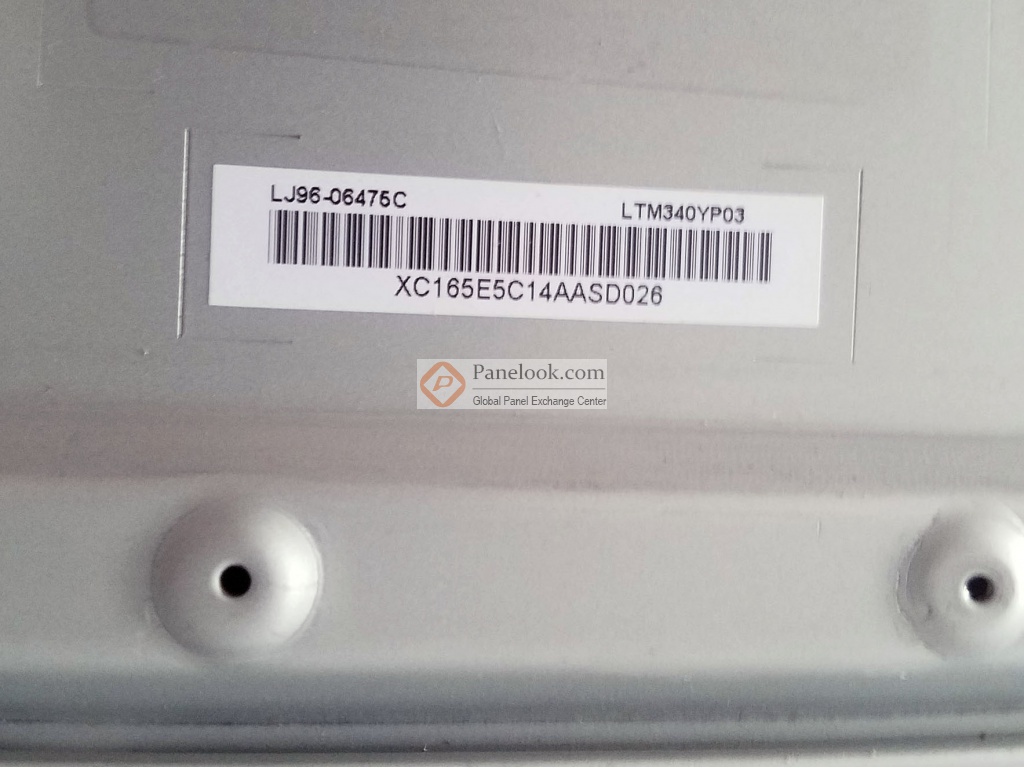 LJ96-06475C
LTM340YP03
XC165E5C14AASD026
P
Panelook.com
Global Panel Exchange Center